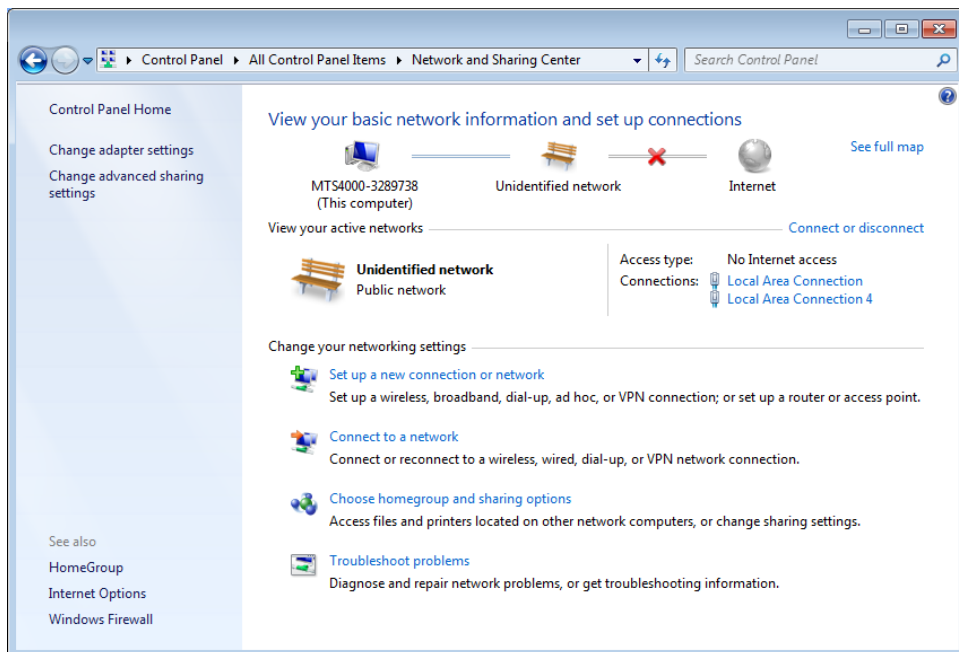 Control Panel ▸ All Control Panel Items ▸ Network and Sharing Center
Search Control Panel
Control Panel Home
Change adapter settings
Change advanced sharing
settings
See also
HomeGroup
Internet Options
Windows Firewall
View your basic network information and set up connections
See full map
MTS4000-3289738
(This computer)
Unidentified network
Internet
View your active networks
Connect or disconnect
Unidentified network
Public network
Access type: No Internet access
Connections: Local Area Connection
Local Area Connection 4
Change your networking settings
Set up a new connection or network
Set up a wireless, broadband, dial-up, ad hoc, or VPN connection; or set up a router or access point.
Connect to a network
Connect or reconnect to a wireless, wired, dial-up, or VPN network connection.
Choose homegroup and sharing options
Access files and printers located on other network computers, or change sharing settings.
Troubleshoot problems
Diagnose and repair network problems, or get troubleshooting information.